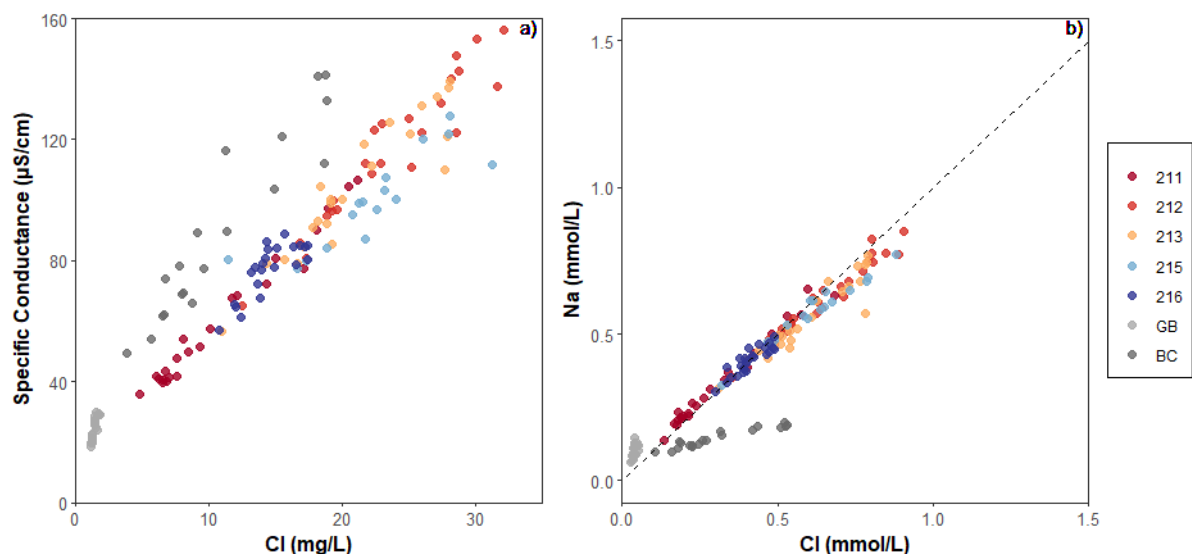 a)
160
120
80
40
0
Specific Conductance (µS/cm)
0 10 20 30
Cl (mg/L)
b)
1.5
1.0
0.5
0.0
Na (mmol/L)
0.0 0.5 1.0 1.5
Cl (mmol/L)
211
212
213
215
216
GB
BC